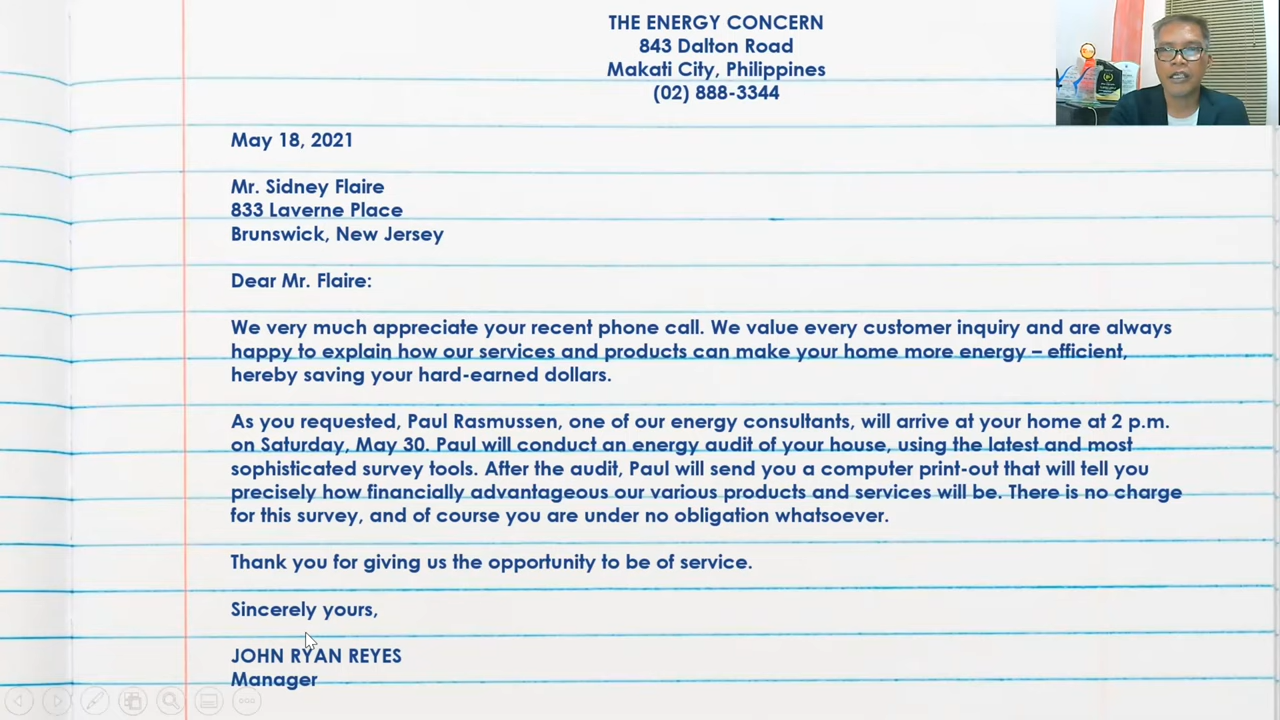 THE ENERGY CONCERN
843 Dalton Road
Makati City, Philippines
(02) 888-3344
May 18, 2021
Mr. Sidney Flaire
833 Laverne Place
Brunswick, New Jersey
Dear Mr. Flaire:
We very much appreciate your recent phone call. We value every customer inquiry and are always
happy to explain how our services and products can make your home more energy – efficient,
hereby saving your hard-earned dollars.
As you requested, Paul Rasmussen, one of our energy consultants, will arrive at your home at 2 p.m.
on Saturday, May 30. Paul will conduct an energy audit of your house, using the latest and most
sophisticated survey tools. After the audit, Paul will send you a computer print-out that will tell you
precisely how financially advantageous our various products and services will be. There is no charge
for this survey, and of course you are under no obligation whatsoever.
Thank you for giving us the opportunity to be of service.
Sincerely yours,
JOHN RYAN REYES
Manager